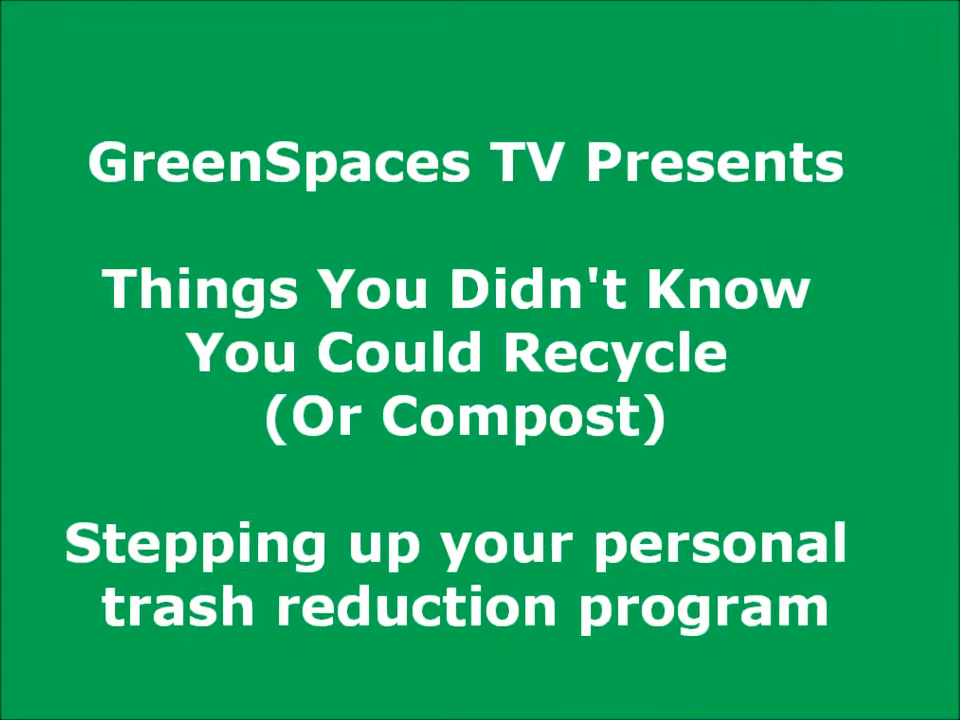 GreenSpaces TV Presents
Things You Didn't Know
You Could Recycle
(Or Compost)
Stepping up your personal
trash reduction program